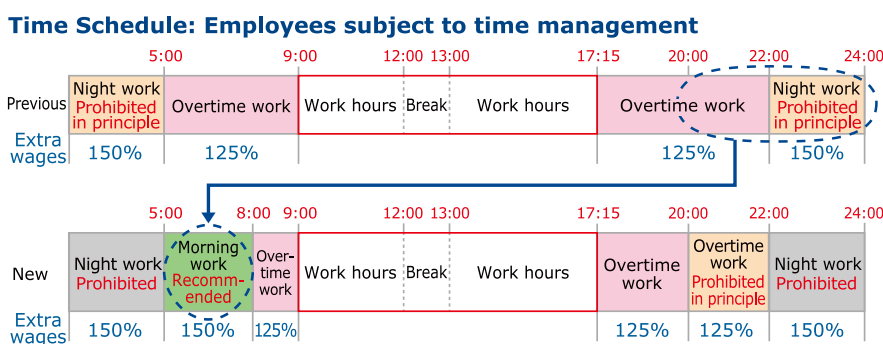 Time Schedule: Employees subject to time management
5:00 9:00 12:00 13:00 17:15 20:00 22:00 24:00
Previous
Night work
Prohibited
in principle
Overtime work
Work hours
Break
Work hours
Overtime work
Night work
Prohibited
in principle
Extra
wages
150% 125% 125% 150%
5:00 8:00 9:00 12:00 13:00 17:15 20:00 22:00 24:00
New
Night work
Prohibited
Morning
work
Recomm-
ended
Over-
time
work
Work hours
Break
Work hours
Overtime
work
Overtime
work
Prohibited
in principle
Night work
Prohibited
Extra
wages
150% 150% 125% 125% 125% 150%